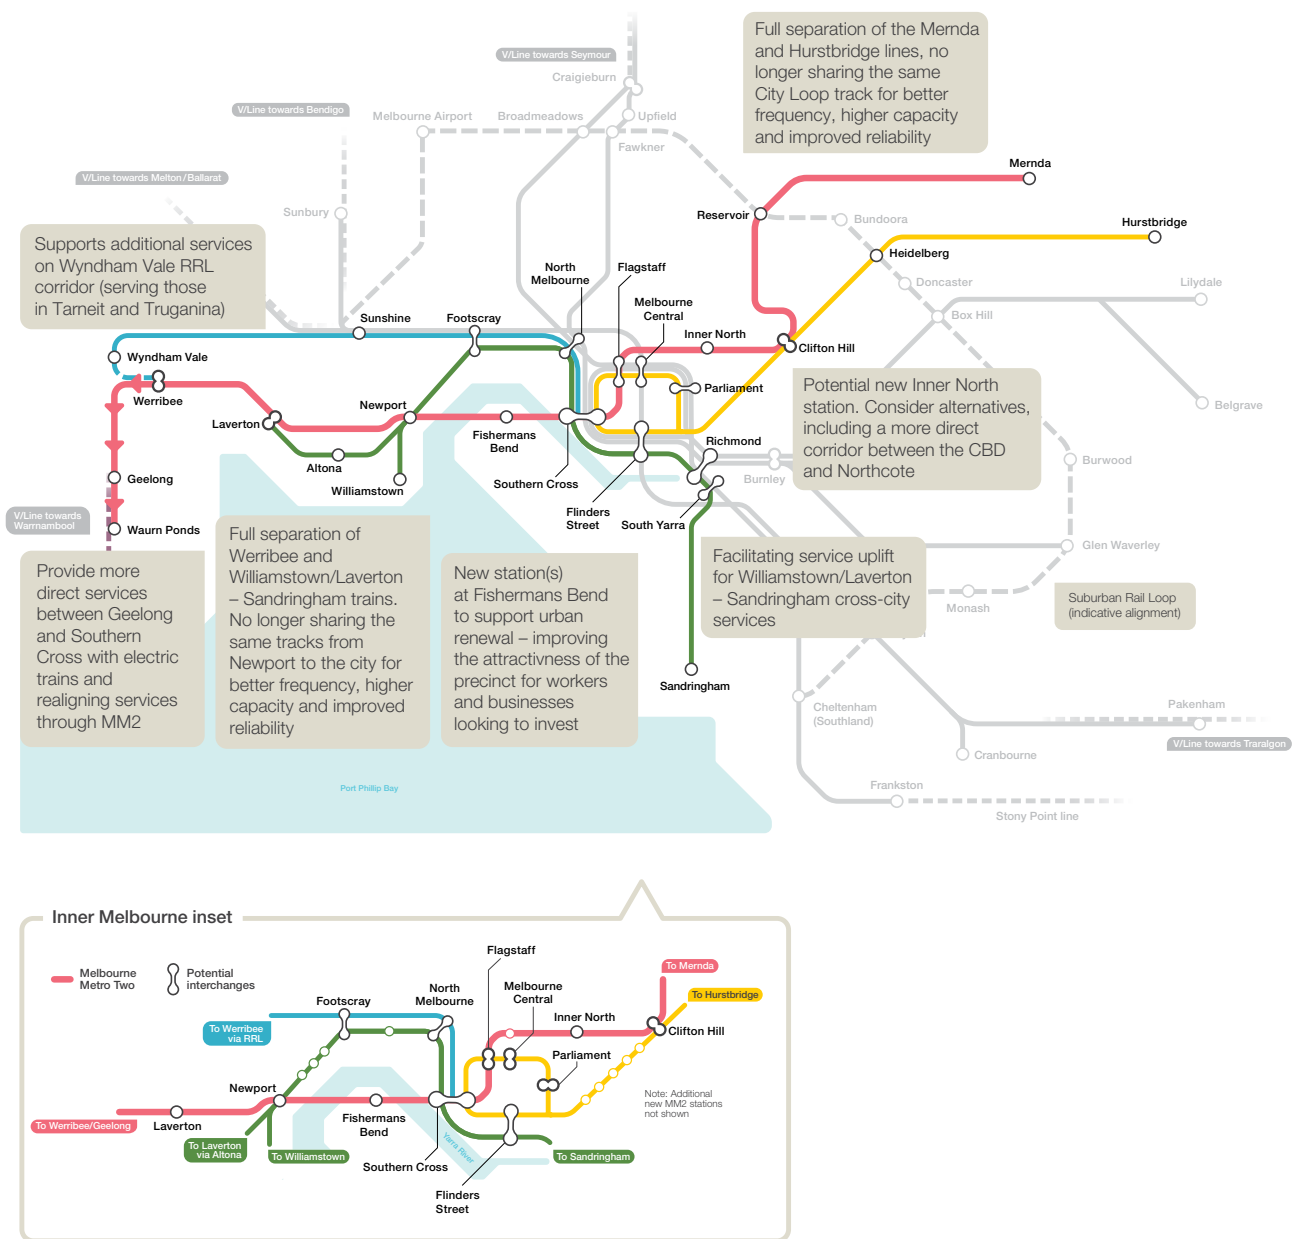 Full separation of the Mernda
and Hurstbridge lines, no
longer sharing the same
City Loop track for better
frequency, higher capacity
and improved reliability
V/Line towards Seymour
Craigieburn
V/Line towards Bendigo
Melbourne Airport
Broadmeadows
Upfield
Fawkner
Mernda
V/Line towards Melton/Ballarat
Sunbury
Reservoir
Bundoora
Hurstbridge
Supports additional services
on Wyndham Vale RRL
corridor (serving those
in Tarneit and Truganina)
Heidelberg
North
Melbourne
Flagstaff
Doncaster
Lilydale
Melbourne
Central
Box Hill
Sunshine
Footscray
Inner North
Clifton Hill
Wyndham Vale
Werribee
Parliament
Potential new Inner North
station. Consider alternatives,
including a more direct
corridor between the CBD
and Northcote
Belgrave
Newport
Laverton
Fishermans
Bend
Richmond
Altona
Burwood
Geelong
Williamstown
Southern Cross
Burnley
Flinders
Street
South Yarra
V/Line towards
Warrnambool
Waurn Ponds
Glen Waverley
Provide more
direct services
between Geelong
and Southern
Cross with electric
trains and
realigning services
through MM2
Full separation of
Werribee and
Williamstown/Laverton
– Sandringham trains.
No longer sharing the
same tracks from
Newport to the city for
better frequency, higher
capacity and improved
reliability
New station(s)
at Fishermans Bend
to support urban
renewal – improving
the attractivness of the
precinct for workers
and businesses
looking to invest
Facilitating service uplift
for Williamstown/Laverton
– Sandringham cross-city
services
Monash
Suburban Rail Loop
(indicative alignment)
Sandringham
Cheltenham
(Southland)
Pakenham
V/Line towards Traralgon
Cranbourne
Port Phillip Bay
Frankston
Stony Point line
Inner Melbourne inset
Melbourne
Metro Two
Potential
interchanges
Flagstaff
To Mernda
North
Melbourne
Melbourne
Central
To Hurstbridge
Footscray
Inner North
Clifton Hill
To Werribee
via RRL
Parliament
Newport
Note: Additional
new MM2 stations
not shown
Fishermans
Bend
To Werribee/Geelong
Laverton
To Laverton
via Altona
To Williamstown
Yarra River
To Sandringham
Southern Cross
Flinders
Street